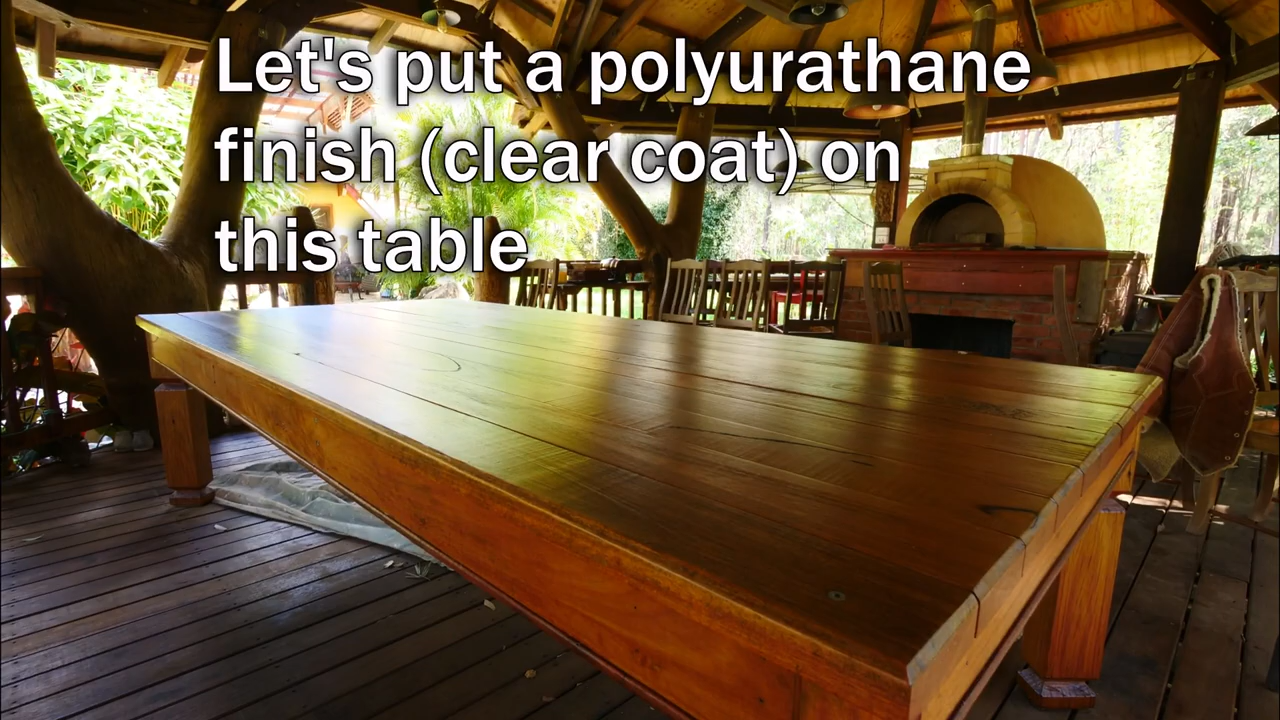 Let's put a polyurathane
finish (clear coat) on
this table